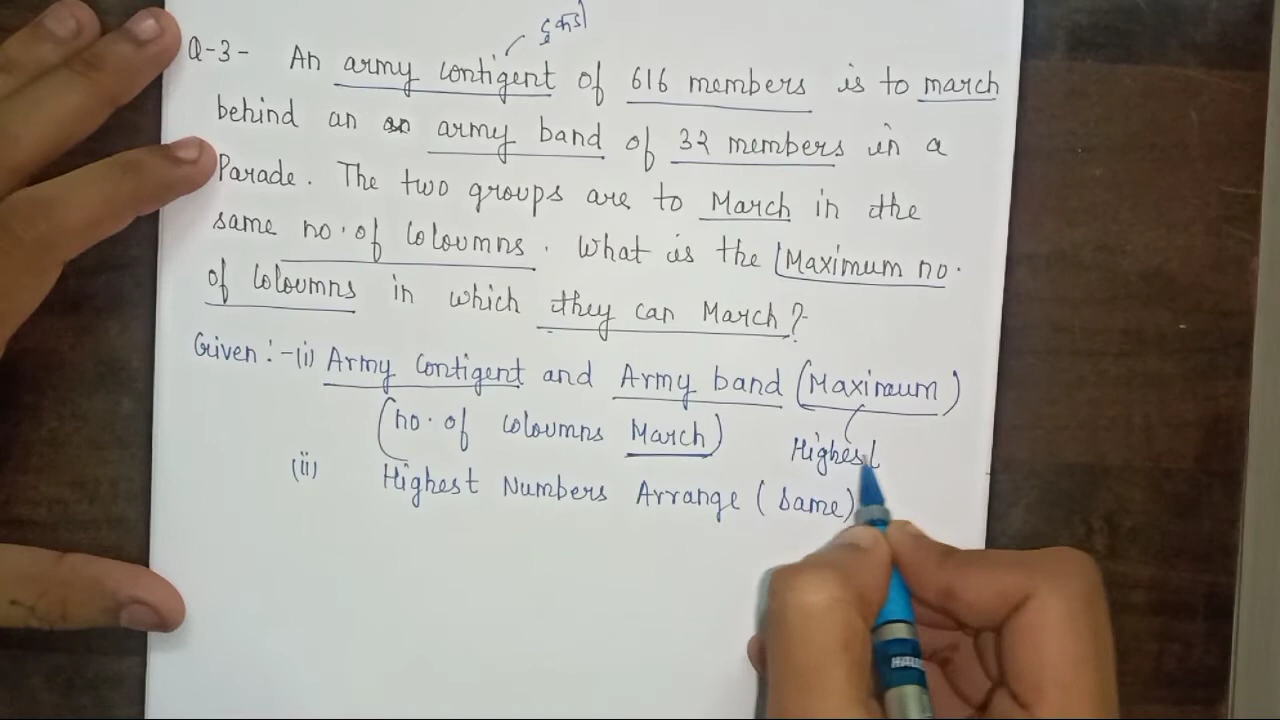 टुकड़ी
Q-3- An army contigent of 616 members is to march
behind an army band of 32 members in a
Parade. The two groups are to March in the
same no. of Coloumns. What is the Maximum no.
of Coloumns in which they can March?
Given:-(i) Army Contigent and Army band (Maximum)
(no. of Coloumns March)
Highest
(ii) Highest Numbers Arrange (Same)